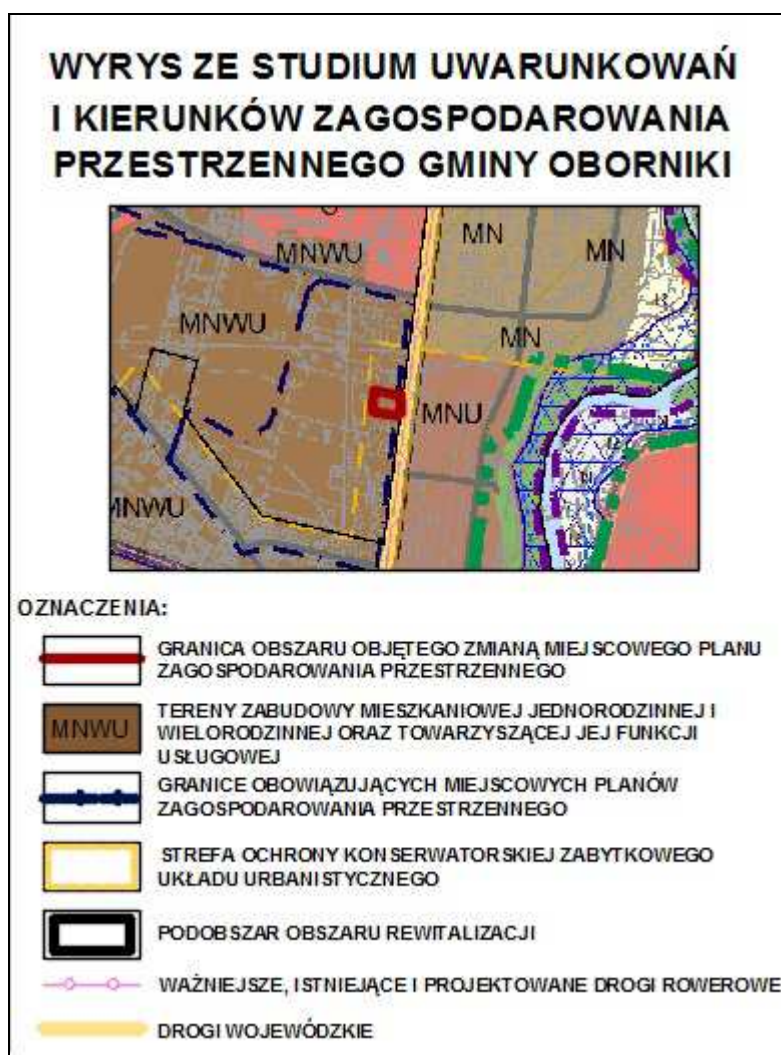 WYRYS ZE STUDIUM UWARUNKOWAŃ
I KIERUNKÓW ZAGOSPODAROWANIA
PRZESTRZENNEGO GMINY OBORNIKI
MNWU
MN
MN
MNWU
MN
MNU
MNWU
OZNACZENIA:
GRANICA OBSZARU OBJĘTEGO ZMIANĄ MIEJSCOWEGO PLANU
ZAGOSPODAROWANIA PRZESTRZENNEGO
MNWU
TERENY ZABUDOWY MIESZKANIOWEJ JEDNORODZINNEJ I
WIELORODZINNEJ ORAZ TOWARZYSZĄCEJ JEJ FUNKCJI
USŁUGOWEJ
GRANICE OBOWIĄZUJĄCYCH MIEJSCOWYCH PLANÓW
ZAGOSPODAROWANIA PRZESTRZENNEGO
STREFA OCHRONY KONSERWATORSKIEJ ZABYTKOWEGO
UKŁADU URBANISTYCZNEGO
PODOBSZAR OBSZARU REWITALIZACJI
WAŻNIEJSZE, ISTNIEJĄCE I PROJEKTOWANE DROGI ROWEROWE
DROGI WOJEWÓDZKIE